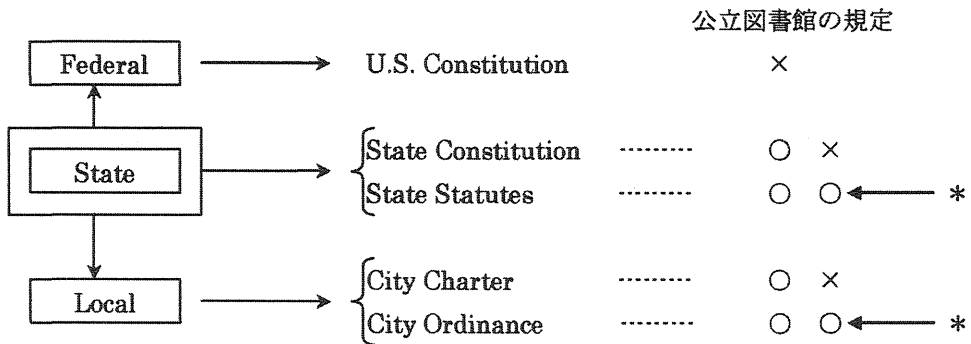 公立図書館の規定
Federal U.S. Constitution ×
State Constitution ........ ○ ×
State
State Statutes ........ ○ ○ *
City Charter ........ ○ ×
Local
City Ordinance ........ ○ ○ *